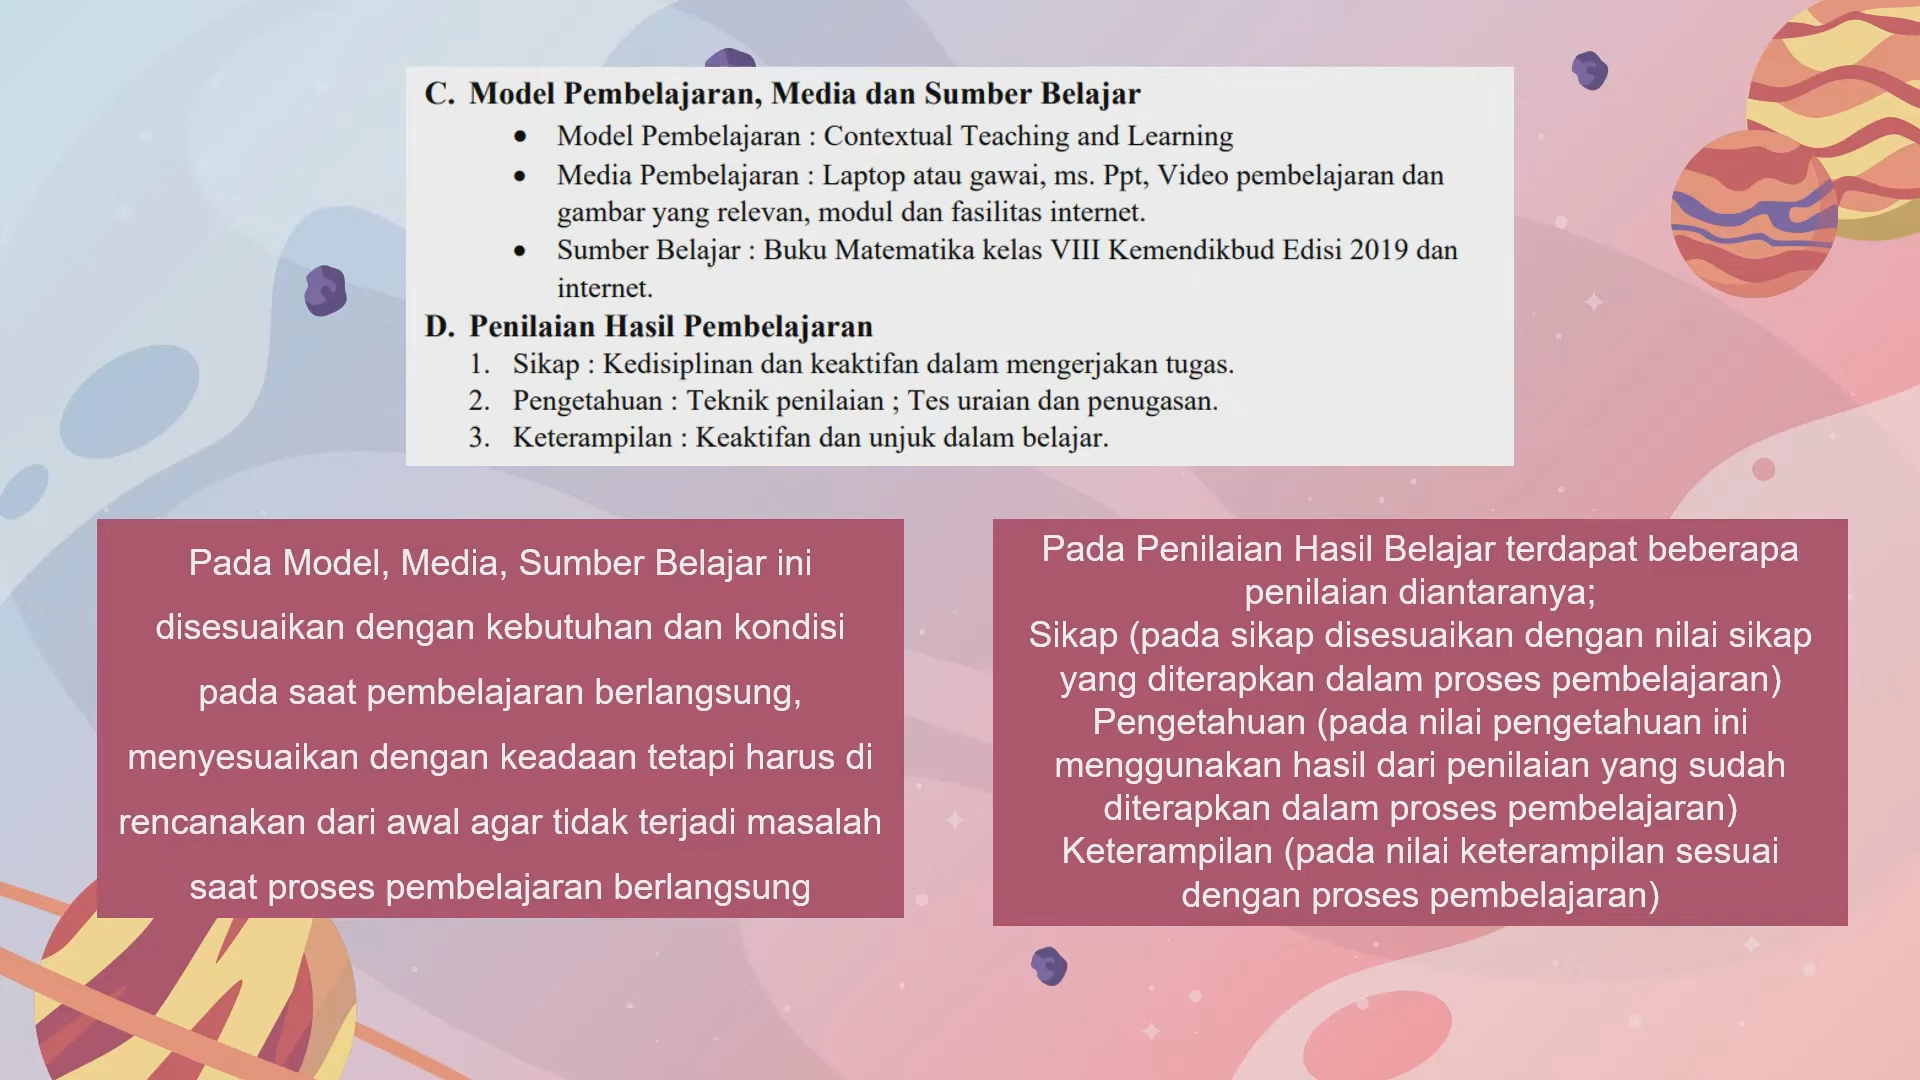 C. Model Pembelajaran, Media dan Sumber Belajar
• Model Pembelajaran : Contextual Teaching and Learning
• Media Pembelajaran : Laptop atau gawai, ms. Ppt, Video pembelajaran dan
gambar yang relevan, modul dan fasilitas internet.
• Sumber Belajar : Buku Matematika kelas VIII Kemendikbud Edisi 2019 dan
internet.
D. Penilaian Hasil Pembelajaran
1. Sikap : Kedisiplinan dan keaktifan dalam mengerjakan tugas.
2. Pengetahuan : Teknik penilaian ; Tes uraian dan penugasan.
3. Keterampilan : Keaktifan dan unjuk dalam belajar.
Pada Model, Media, Sumber Belajar ini
disesuaikan dengan kebutuhan dan kondisi
pada saat pembelajaran berlangsung,
menyesuaikan dengan keadaan tetapi harus di
rencanakan dari awal agar tidak terjadi masalah
saat proses pembelajaran berlangsung
Pada Penilaian Hasil Belajar terdapat beberapa
penilaian diantaranya;
Sikap (pada sikap disesuaikan dengan nilai sikap
yang diterapkan dalam proses pembelajaran)
Pengetahuan (pada nilai pengetahuan ini
menggunakan hasil dari penilaian yang sudah
diterapkan dalam proses pembelajaran)
Keterampilan (pada nilai keterampilan sesuai
dengan proses pembelajaran)